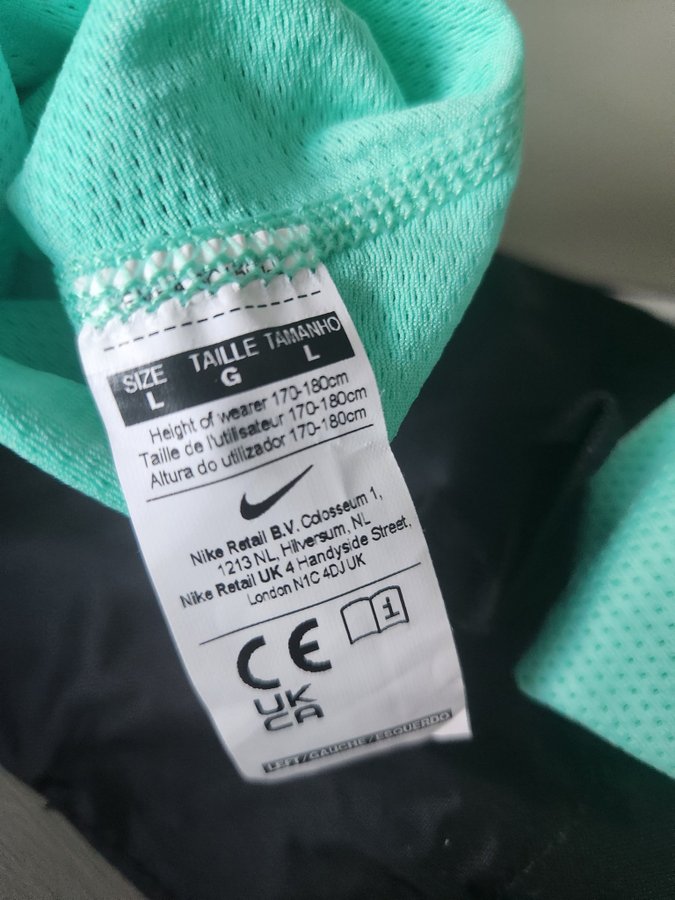 SIZE TAILLE TAMANHO
L G L
Height of wearer 170-180cm
Taille de l'utilisateur 170-180cm
Altura do utilizador 170-180cm
Nike Retail B.V. Colosseum 1,
1213 NL, Hilversum, NL
Nike Retail UK 4 Handyside Street,
London N1C 4DJ UK
CE
i
UK
CA
LEFT/GAUCHE/ESQUERDO